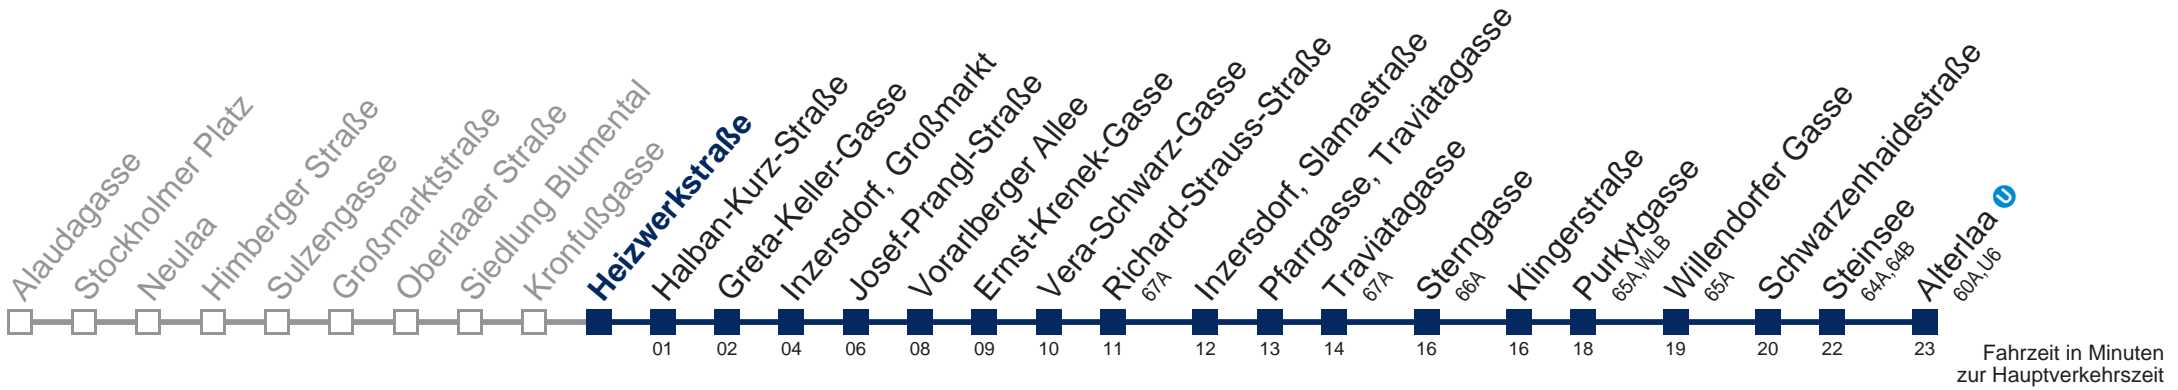 Alaudagasse
Stockholmer Platz
Neulaa
Himberger Straße
Sulzengasse
Großmarktstraße
Oberlaaer Straße
Siedlung Blumental
Kronfußgasse
Heizwerkstraße
Halban-Kurz-Straße
Greta-Keller-Gasse
Inzersdorf, Großmarkt
Josef-Prangl-Straße
Vorarlberger Allee
Ernst-Krenek-Gasse
Vera-Schwarz-Gasse
Richard-Strauss-Straße
67A
Inzersdorf, Slamastraße
Pfarrgasse, Traviatagasse
Traviatagasse
67A
Sterngasse
66A
Klingerstraße
Purkytgasse
65A,WLB
Willendorfer Gasse
65A
Schwarzenhaidestraße
Steinsee
64A,64B
Alterlaa U
60A,U6
01 02 04 06 08 09 10 11 12 13 14 16 16 18 19 20 22 23
Fahrzeit in Minuten
zur Hauptverkehrszeit